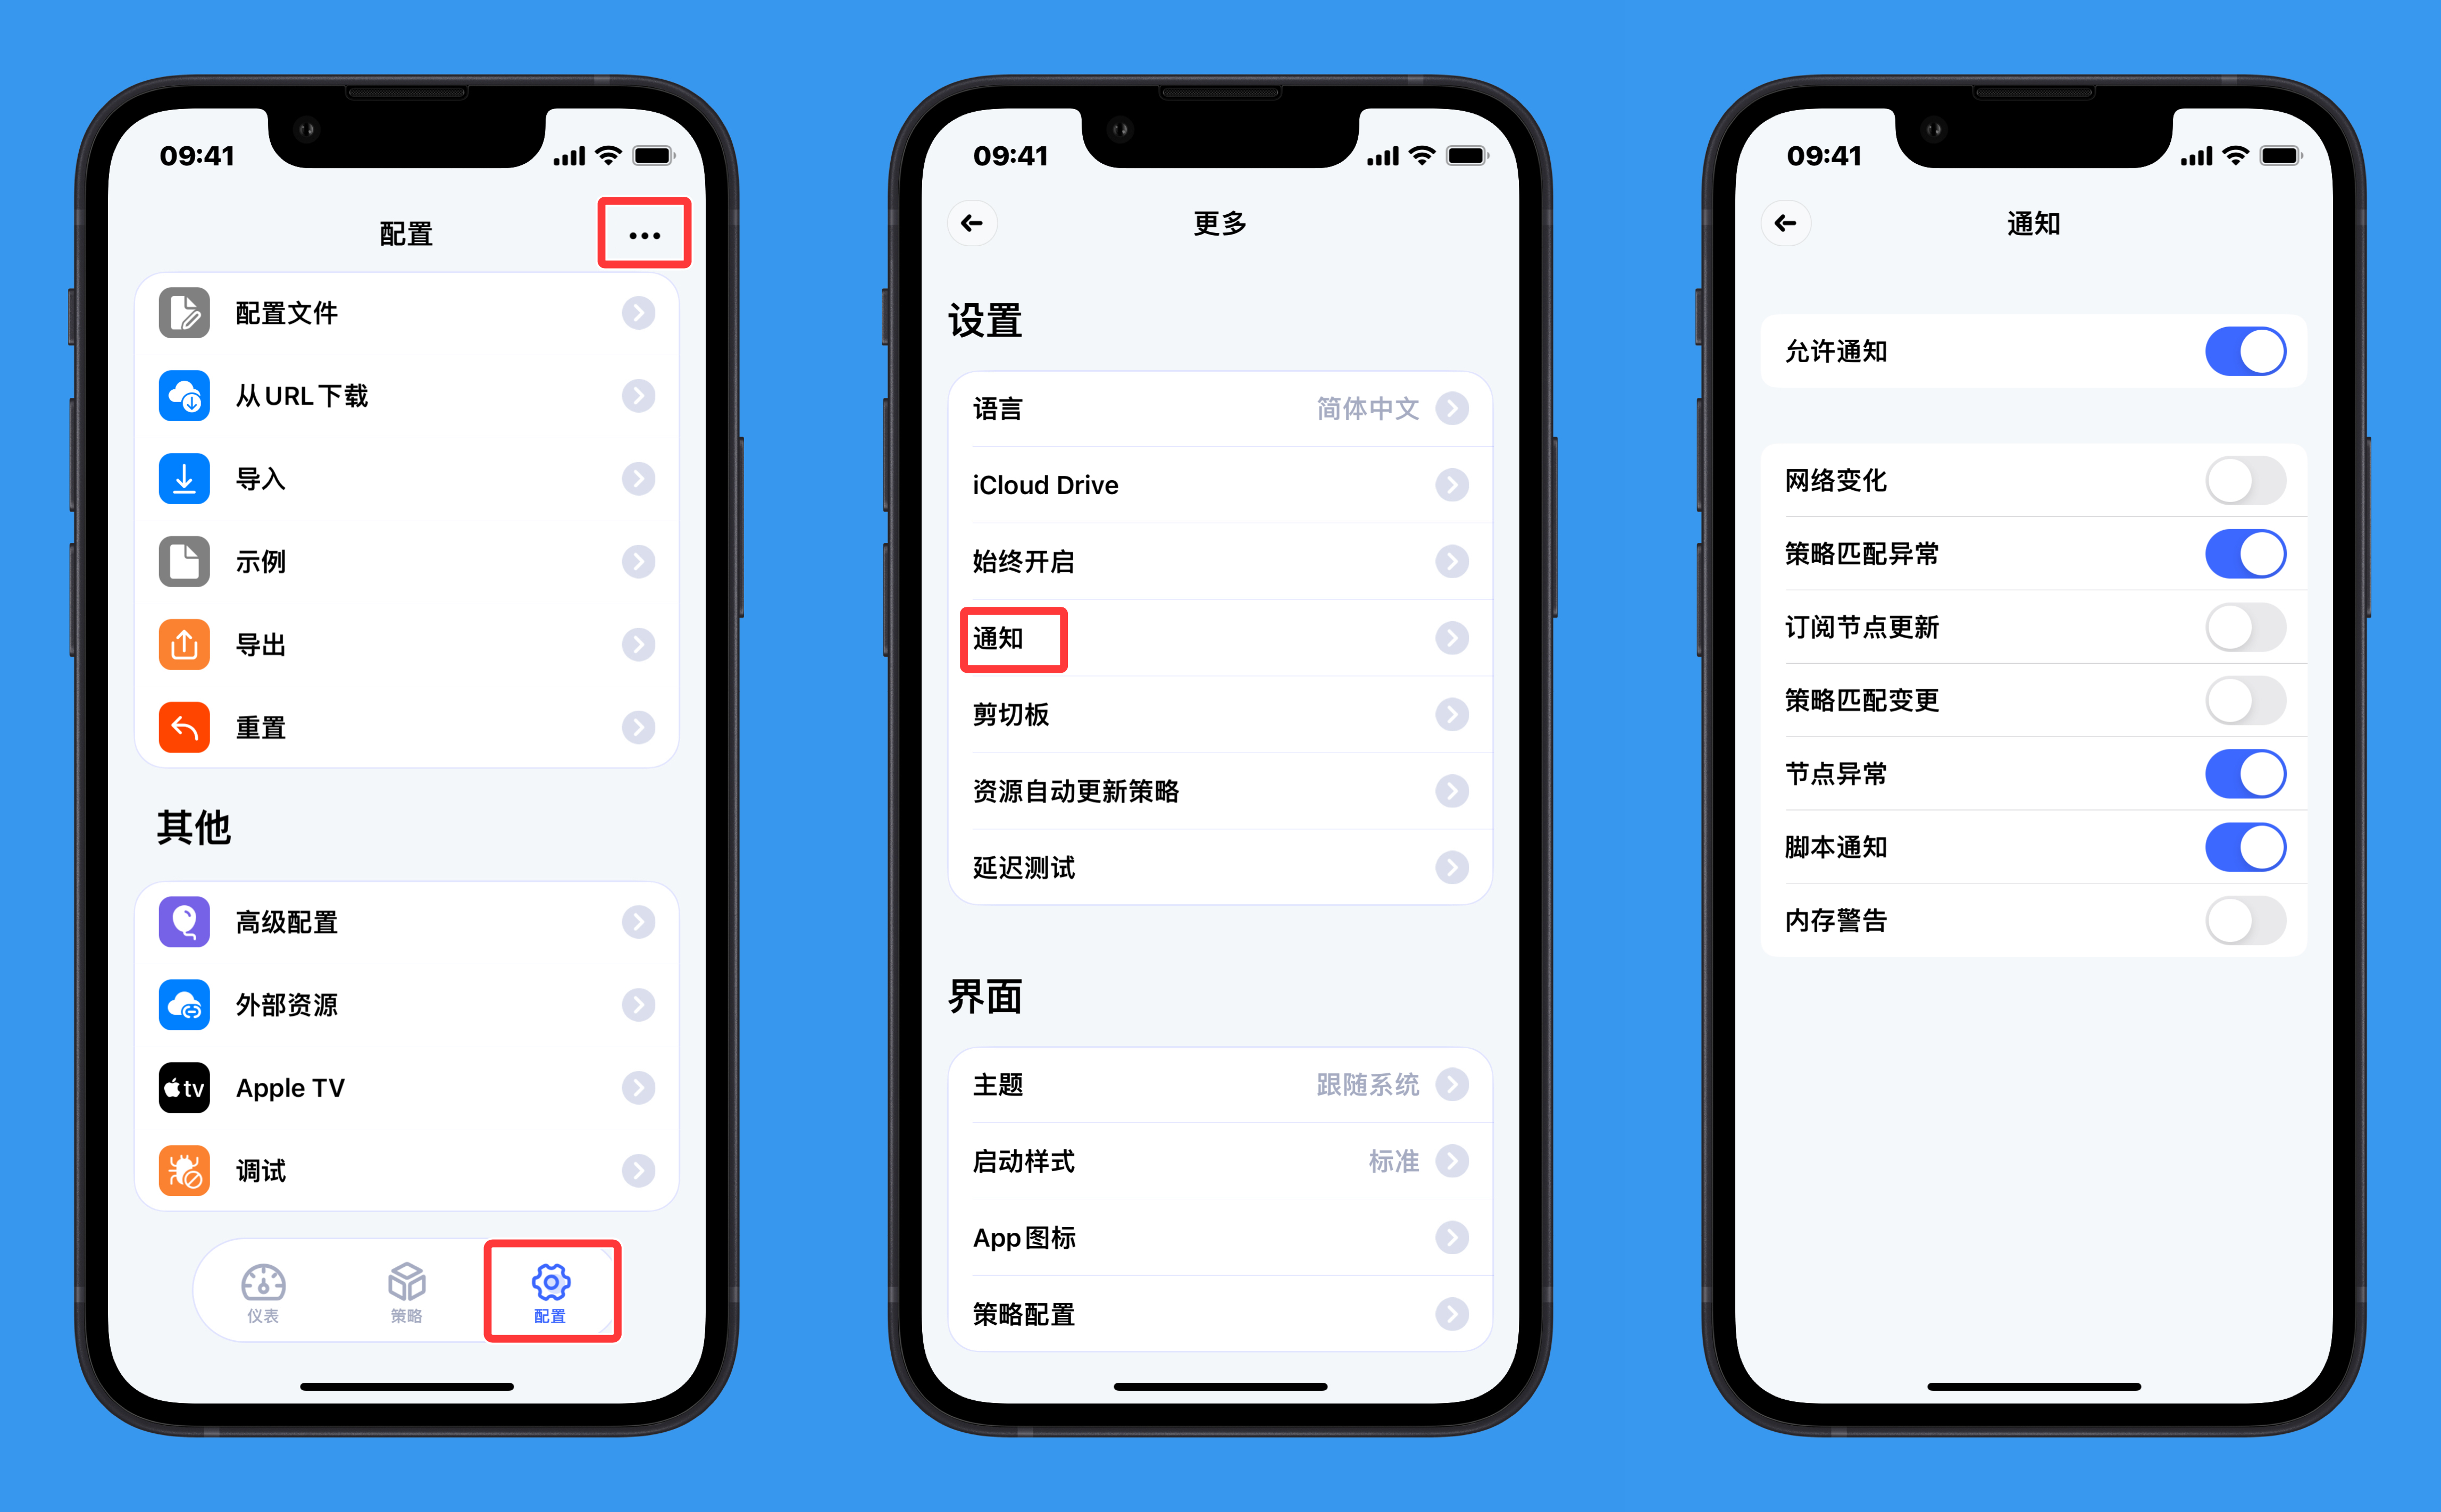 09:41
配置
配置文件
从URL下载
导入
示例
导出
重置
其他
高级配置
外部资源
tv
Apple TV
调试
仪表
策略
配置
09:41
更多
设置
语言
简体中文
iCloud Drive
始终开启
通知
剪切板
资源自动更新策略
延迟测试
界面
主题
跟随系统
启动样式
标准
App图标
策略配置
09:41
通知
允许通知
网络变化
策略匹配异常
订阅节点更新
策略匹配变更
节点异常
脚本通知
内存警告